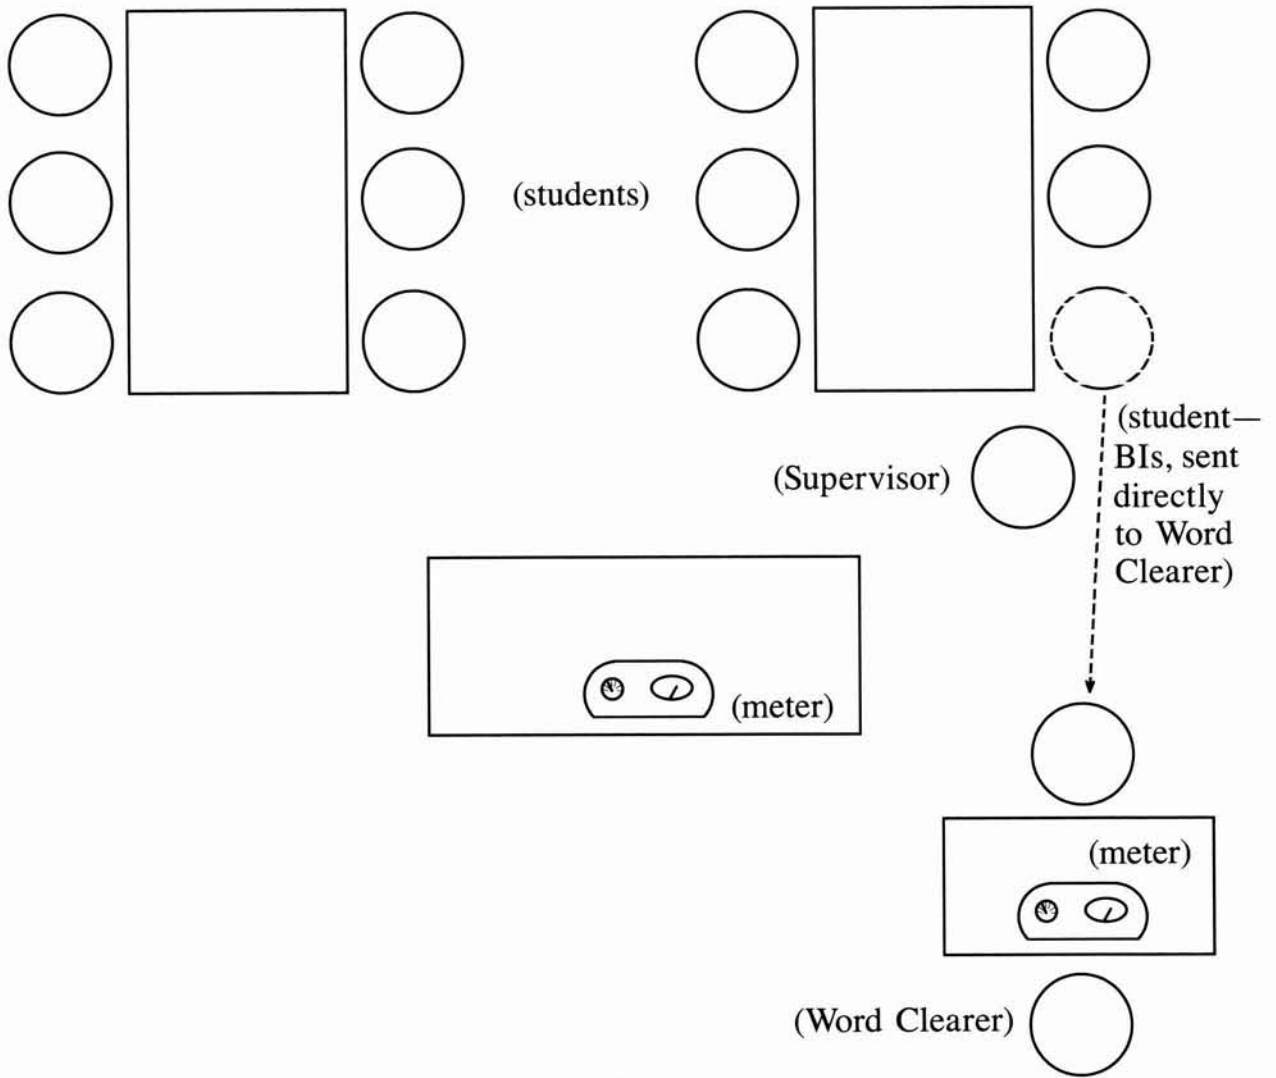 (students)
(student—
BIs, sent
directly
to Word
Clearer)
(Supervisor)
(meter)
(meter)
(Word Clearer)